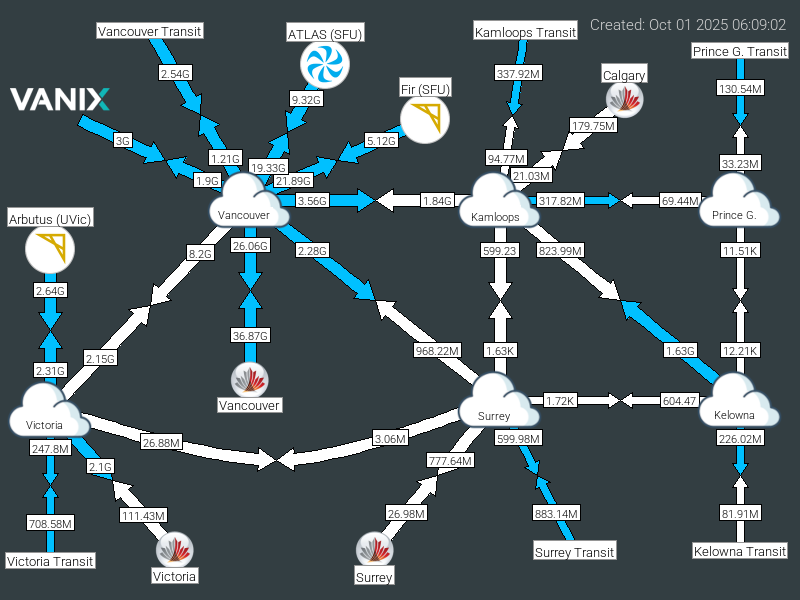 Created: Oct 01 2025 06:09:02
Vancouver Transit
ATLAS (SFU)
Kamloops Transit
Prince G. Transit
2.54G
9.32G
337.92M
Calgary
Fir (SFU)
130.54M
VANIX
3G
5.12G
179.75M
1.21G
19.33G
94.77M
33.23M
1.9G
21.89G
21.03M
3.56G
1.84G
317.82M
69.44M
Vancouver
Kamloops
Prince G.
Arbutus (UVic)
8.2G
26.06G
2.28G
599.23
823.99M
11.51K
2.64G
36.87G
2.15G
968.22M
1.63K
1.63G
12.21K
2.31G
Vancouver
1.72K
604.47
Victoria
Surrey
Kelowna
247.8M
26.88M
3.06M
599.98M
226.02M
2.1G
777.64M
708.58M
111.43M
26.98M
883.14M
81.91M
Victoria Transit
Victoria
Surrey
Surrey Transit
Kelowna Transit